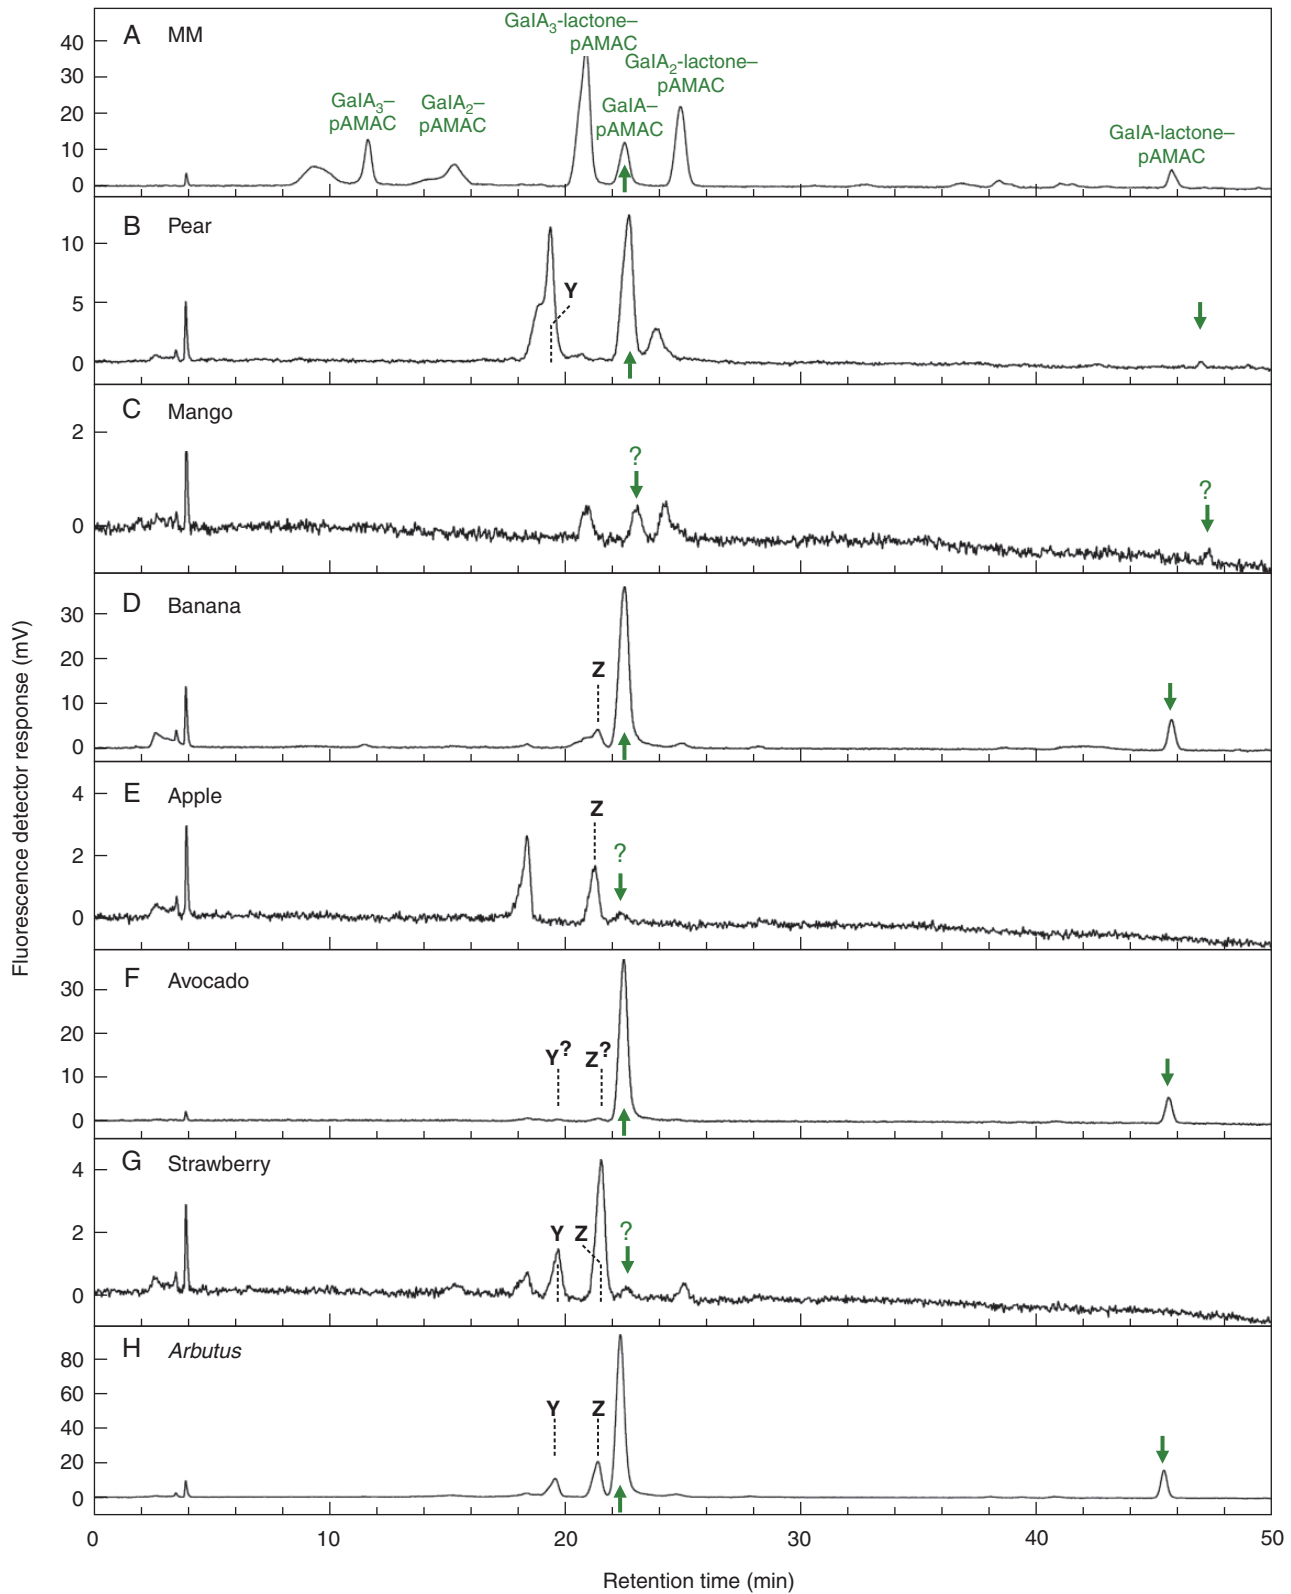 A MM
GalA3-lactone–
pAMAC
GalA2-lactone–
pAMAC
GalA3–
pAMAC
GalA2–
pAMAC
GalA–
pAMAC
GalA-lactone–
pAMAC
40
30
20
10
0
B Pear
10
5
0
Y
C Mango
2
0
?
?
D Banana
30
20
10
0
Z
E Apple
4
2
0
Z
?
F Avocado
30
20
10
0
Y? Z?
G Strawberry
4
2
0
Y Z ?
H Arbutus
80
60
40
20
0
Y Z
0 10 20 30 40 50
Retention time (min)
Fluorescence detector response (mV)